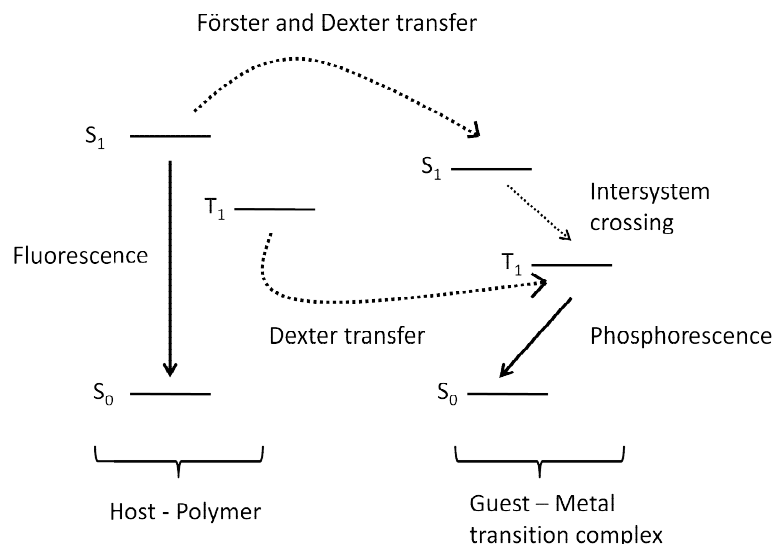 Förster and Dexter transfer
S₁
S₁
Intersystem
crossing
T₁
Fluorescence
T₁
Dexter transfer
Phosphorescence
S₀
S₀
Host - Polymer
Guest – Metal
transition complex